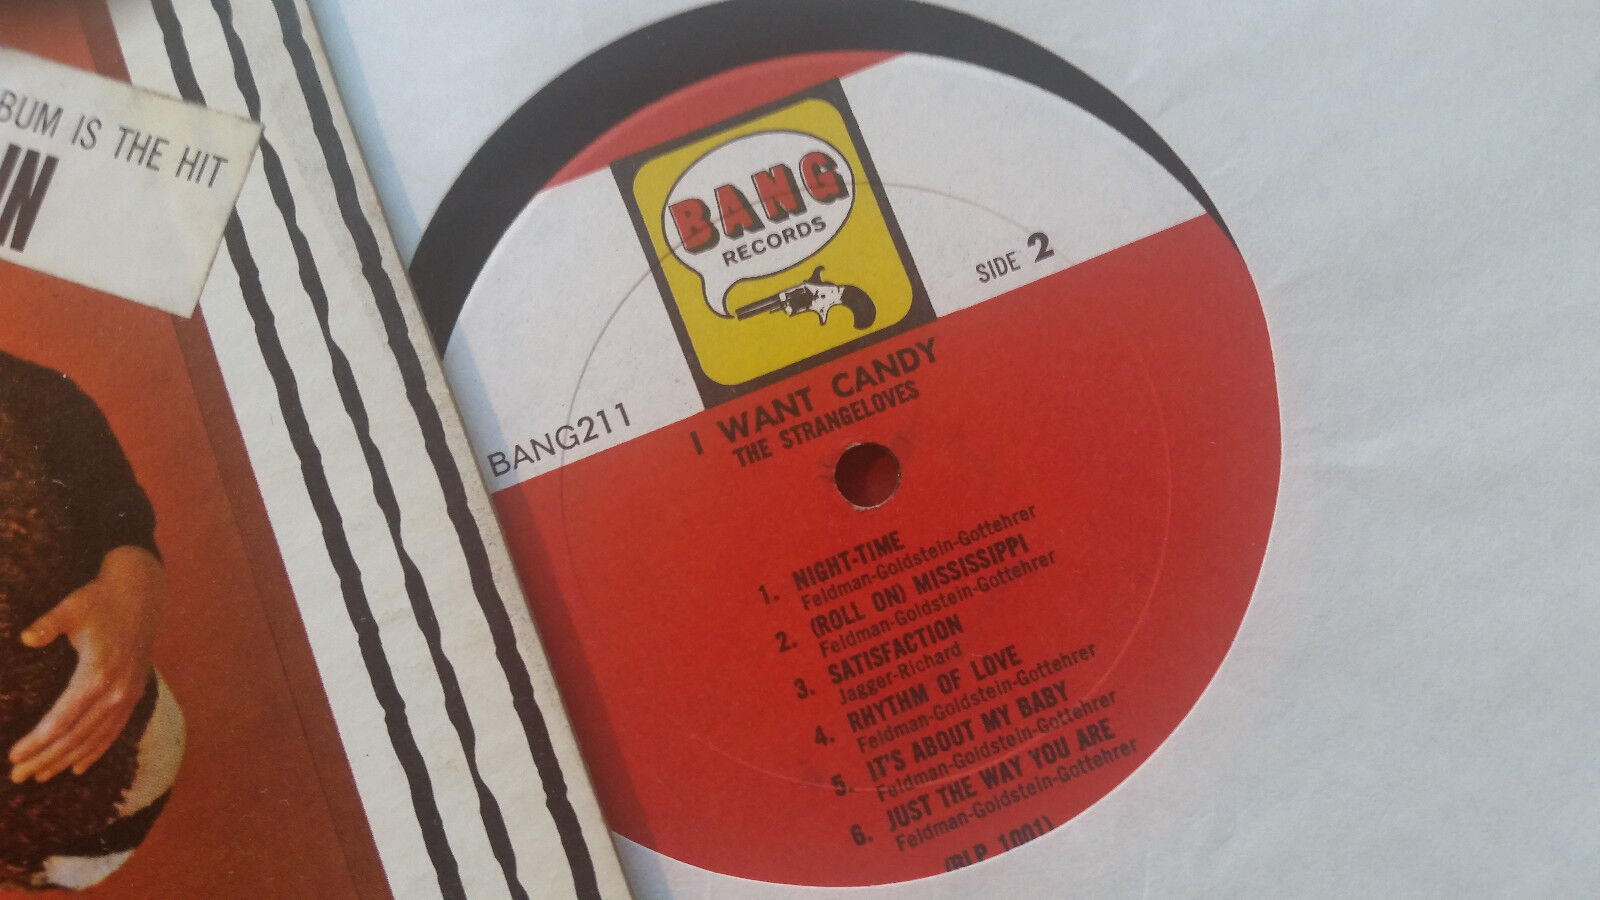 BUM IS THE HIT
IN
BANG
RECORDS
SIDE 2
BANG211
I WANT CANDY
THE STRANGELOVES
1. NIGHT-TIME
Feldman-Goldstein-Gottehrer
2. (ROLL ON) MISSISSIPPI
Feldman-Goldstein-Gottehrer
3. SATISFACTION
Jagger-Richard
4. RHYTHM OF LOVE
Feldman-Goldstein-Gottehrer
5. IT'S ABOUT MY BABY
Feldman-Goldstein-Gottehrer
6. JUST THE WAY YOU ARE
Feldman-Goldstein-Gottehrer
(BLP 1001)